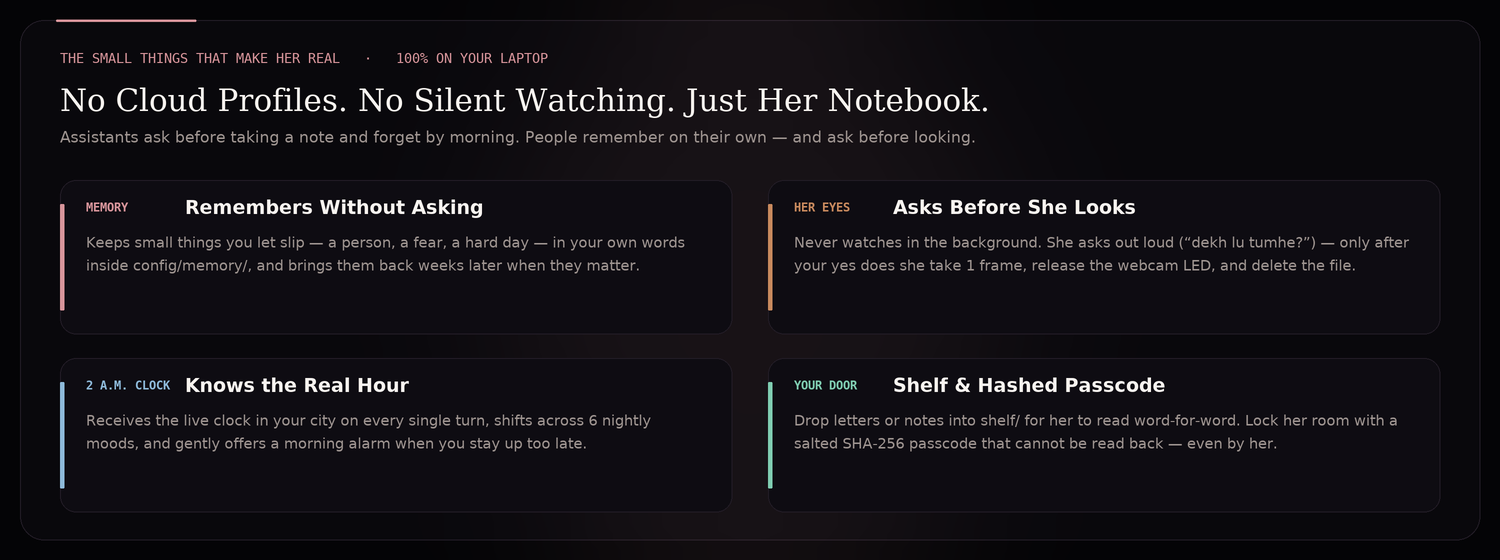 THE SMALL THINGS THAT MAKE HER REAL · 100% ON YOUR LAPTOP
No Cloud Profiles. No Silent Watching. Just Her Notebook.
Assistants ask before taking a note and forget by morning. People remember on their own — and ask before looking.
MEMORY Remembers Without Asking
Keeps small things you let slip — a person, a fear, a hard day — in your own words
inside config/memory/, and brings them back weeks later when they matter.
HER EYES Asks Before She Looks
Never watches in the background. She asks out loud (“dekh lu tumhe?”) — only after
your yes does she take 1 frame, release the webcam LED, and delete the file.
2 A.M. CLOCK Knows the Real Hour
Receives the live clock in your city on every single turn, shifts across 6 nightly
moods, and gently offers a morning alarm when you stay up too late.
YOUR DOOR Shelf & Hashed Passcode
Drop letters or notes into shelf/ for her to read word-for-word. Lock her room with a
salted SHA-256 passcode that cannot be read back — even by her.